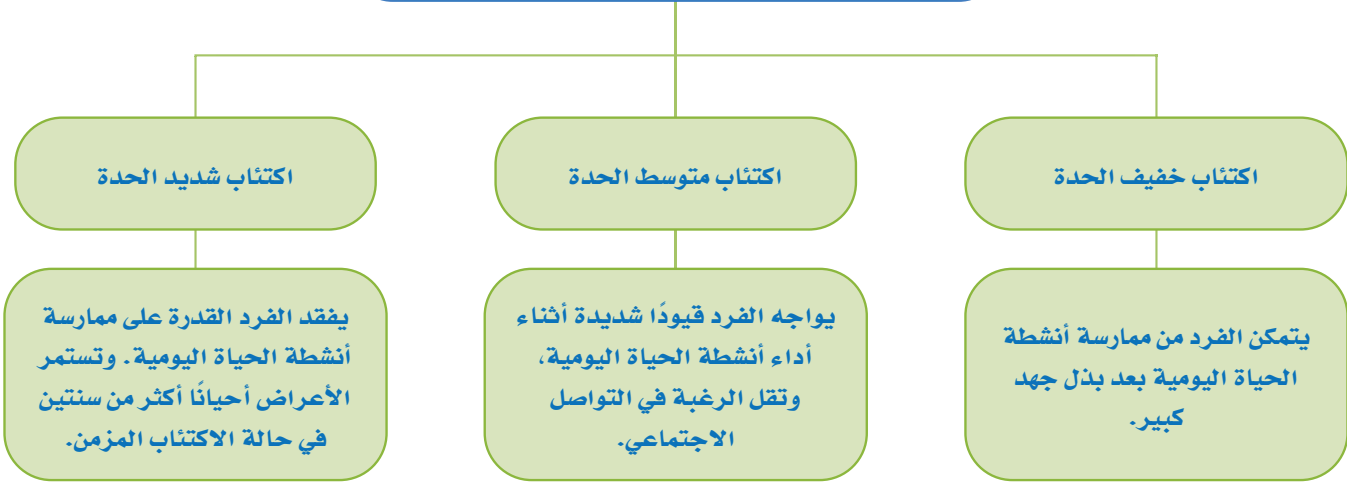 اكتئاب خفيف الحدة
اكتئاب متوسط الحدة
اكتئاب شديد الحدة
يتمكن الفرد من ممارسة أنشطة
الحياة اليومية بعد بذل جهد
كبير.
يواجه الفرد قيودًا شديدة أثناء
أداء أنشطة الحياة اليومية،
وتقل الرغبة في التواصل
الاجتماعي.
يفقد الفرد القدرة على ممارسة
أنشطة الحياة اليومية. وتستمر
الأعراض أحيانًا أكثر من سنتين
في حالة الاكتئاب المزمن.